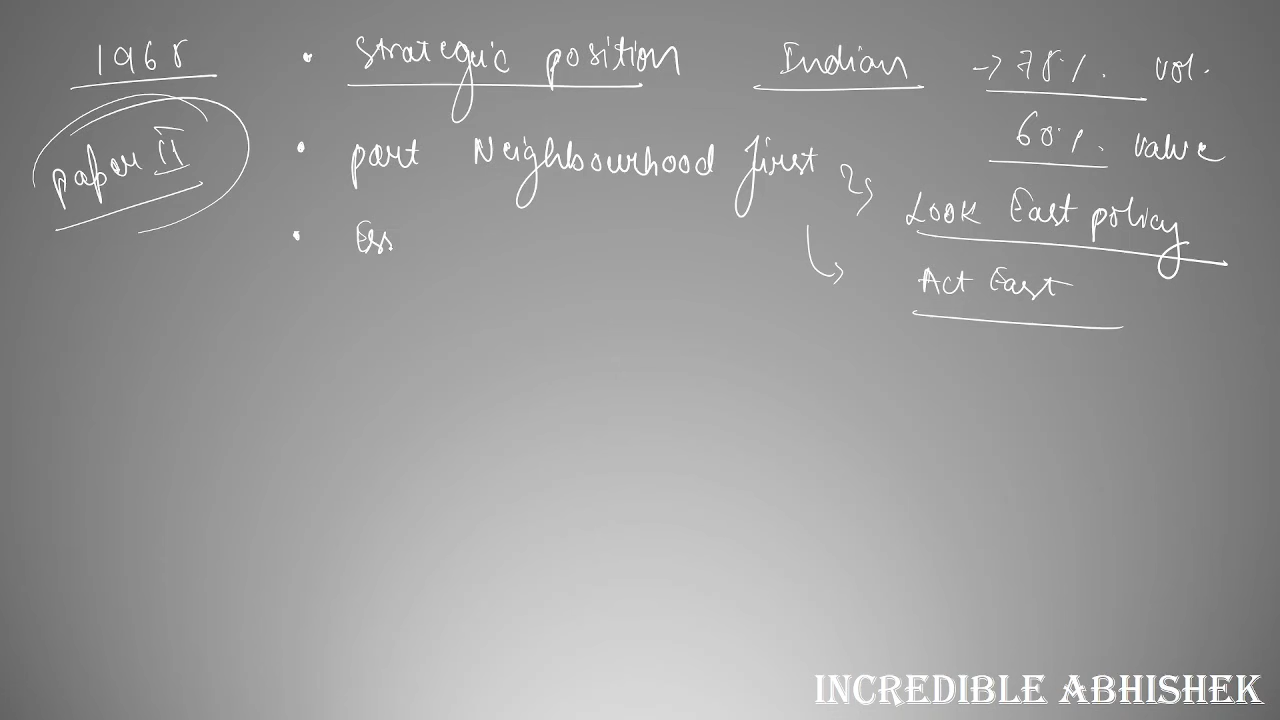 1968
paper II
• Strategic position Indian → 78% vol.
60% value
• part Neighbourhood first
Look East policy
• Ess
Act East
INCREDIBLE ABHISHEK